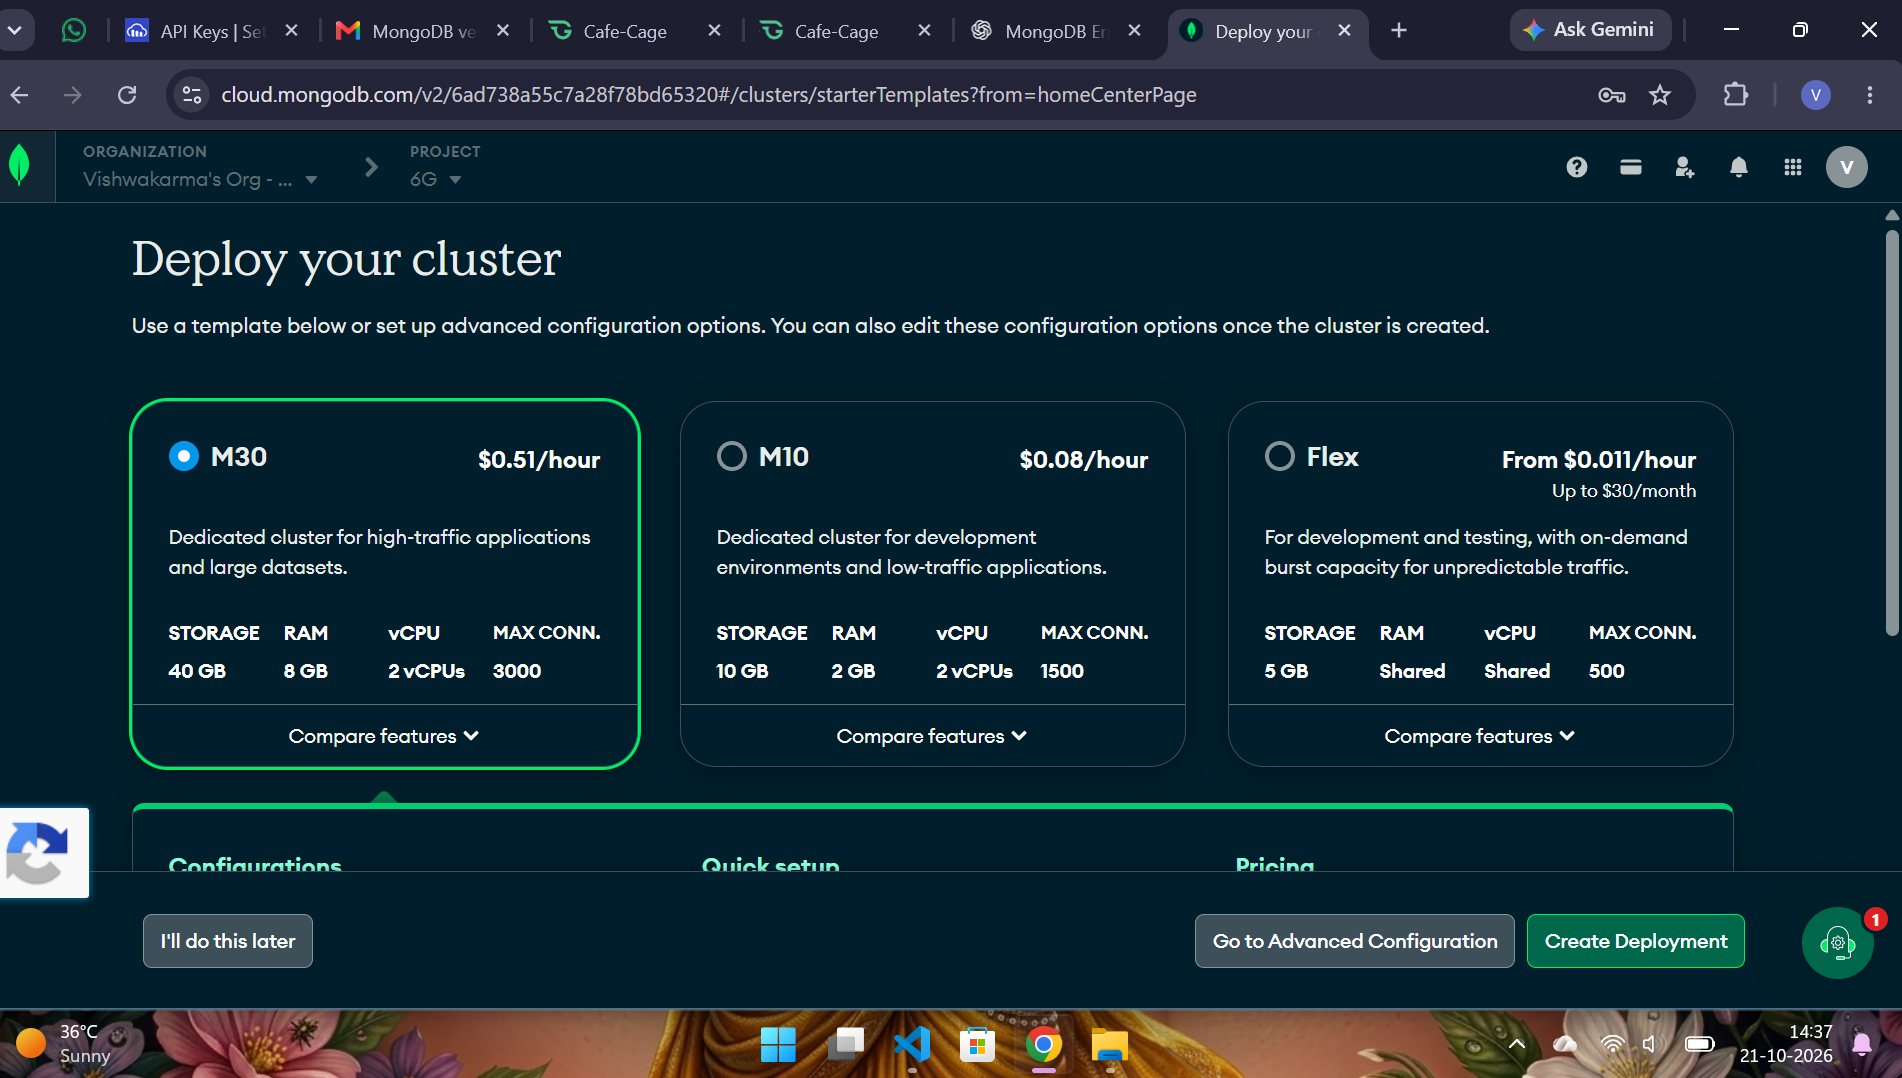 API Keys | Set
MongoDB ve
Cafe-Cage
Cafe-Cage
MongoDB Er
Deploy your
Ask Gemini
cloud.mongodb.com/v2/6ad738a55c7a28f78bd65320#/clusters/starterTemplates?from=homeCenterPage
V
ORGANIZATION
Vishwakarma's Org - ...
PROJECT
6G
V
Deploy your cluster
Use a template below or set up advanced configuration options. You can also edit these configuration options once the cluster is created.
M30
$0.51/hour
Dedicated cluster for high-traffic applications
and large datasets.
STORAGE RAM vCPU MAX CONN.
40 GB 8 GB 2 vCPUs 3000
Compare features
M10
$0.08/hour
Dedicated cluster for development
environments and low-traffic applications.
STORAGE RAM vCPU MAX CONN.
10 GB 2 GB 2 vCPUs 1500
Compare features
Flex
From $0.011/hour
Up to $30/month
For development and testing, with on-demand
burst capacity for unpredictable traffic.
STORAGE RAM vCPU MAX CONN.
5 GB Shared Shared 500
Compare features
Configurations
Quick setup
Pricing
I'll do this later
Go to Advanced Configuration
Create Deployment
1
36°C
Sunny
14:37
21-10-2026